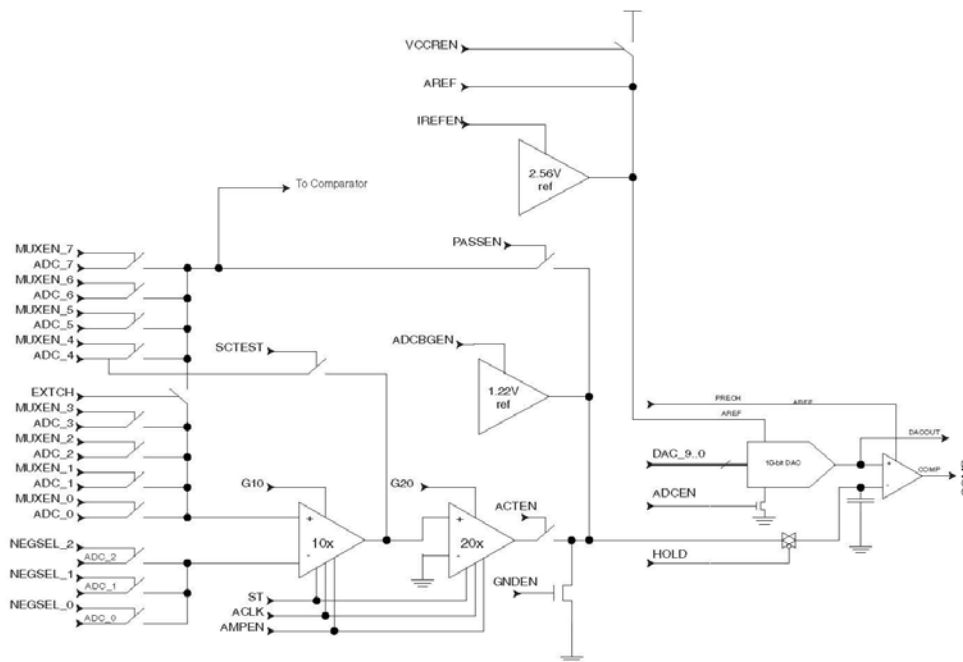 VCCREN
AREF
IREFEN
2.56V
ref
To Comparator
PASSEN
MUXEN_7
ADC_7
MUXEN_6
ADC_6
MUXEN_5
ADC_5
MUXEN_4
ADC_4
SCTEST
ADCBGEN
1.22V
ref
EXTCH
MUXEN_3
ADC_3
MUXEN_2
ADC_2
MUXEN_1
ADC_1
MUXEN_0
ADC_0
PRECH
AREF
AREF
DACOUT
DAC_9..0
10-bit DAC
+
-
COMP
COMP
ADCEN
HOLD
G10
+
-
10x
G20
+
-
20x
ACTEN
GNDEN
NEGSEL_2
ADC_2
NEGSEL_1
ADC_1
NEGSEL_0
ADC_0
ST
ACLK
AMPEN